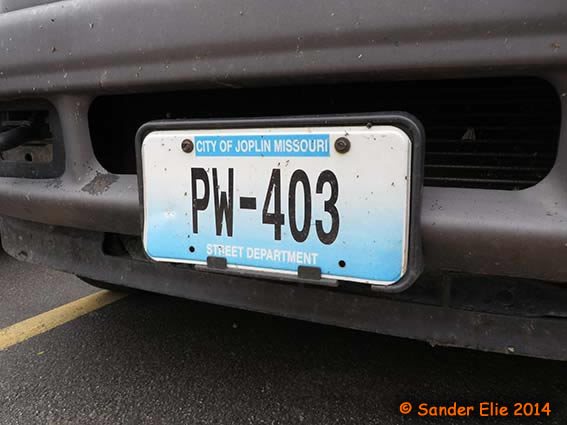 CITY OF JOPLIN MISSOURI
PW-403
STREET DEPARTMENT
© Sander Elie 2014